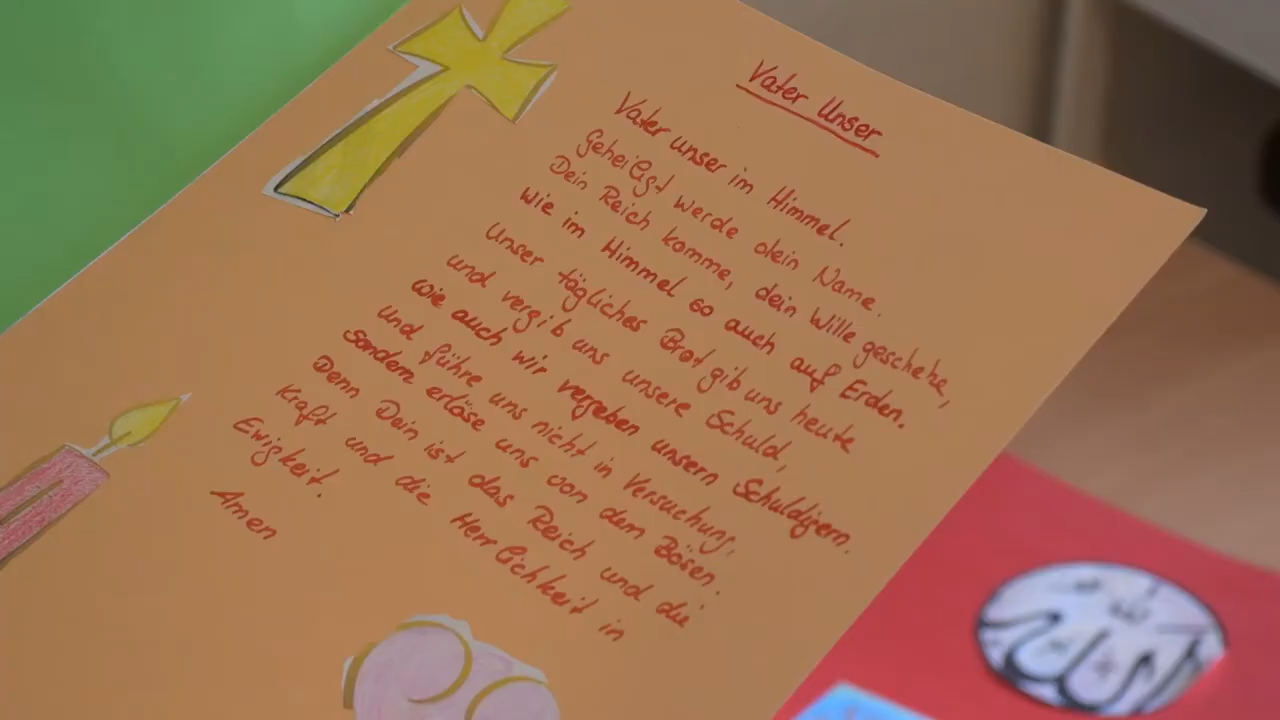 Vater Unser
Vater unser im Himmel.
Geheiligt werde dein Name.
Dein Reich komme, dein Wille geschehe,
wie im Himmel so auch auf Erden.
Unser tägliches Brot gib uns heute
und vergib uns unsere Schuld,
wie auch wir vergeben unsern Schuldigern.
und führe uns nicht in Versuchung,
sondern erlöse uns von dem Bösen.
Denn Dein ist das Reich und die
Kraft und die Herrlichkeit in
Ewigkeit.
Amen
الله